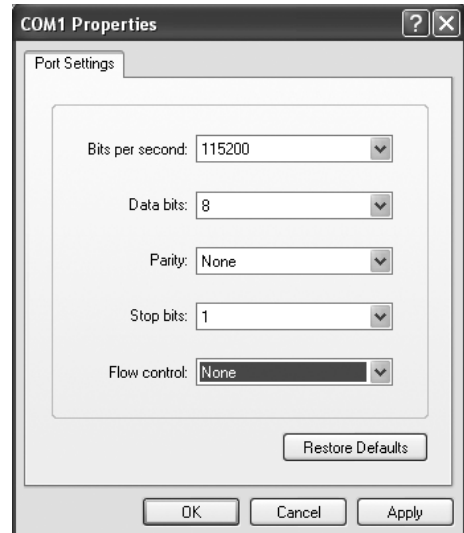 COM1 Properties
Port Settings
Bits per second: 115200
Data bits: 8
Parity: None
Stop bits: 1
Flow control: None
Restore Defaults
OK Cancel Apply